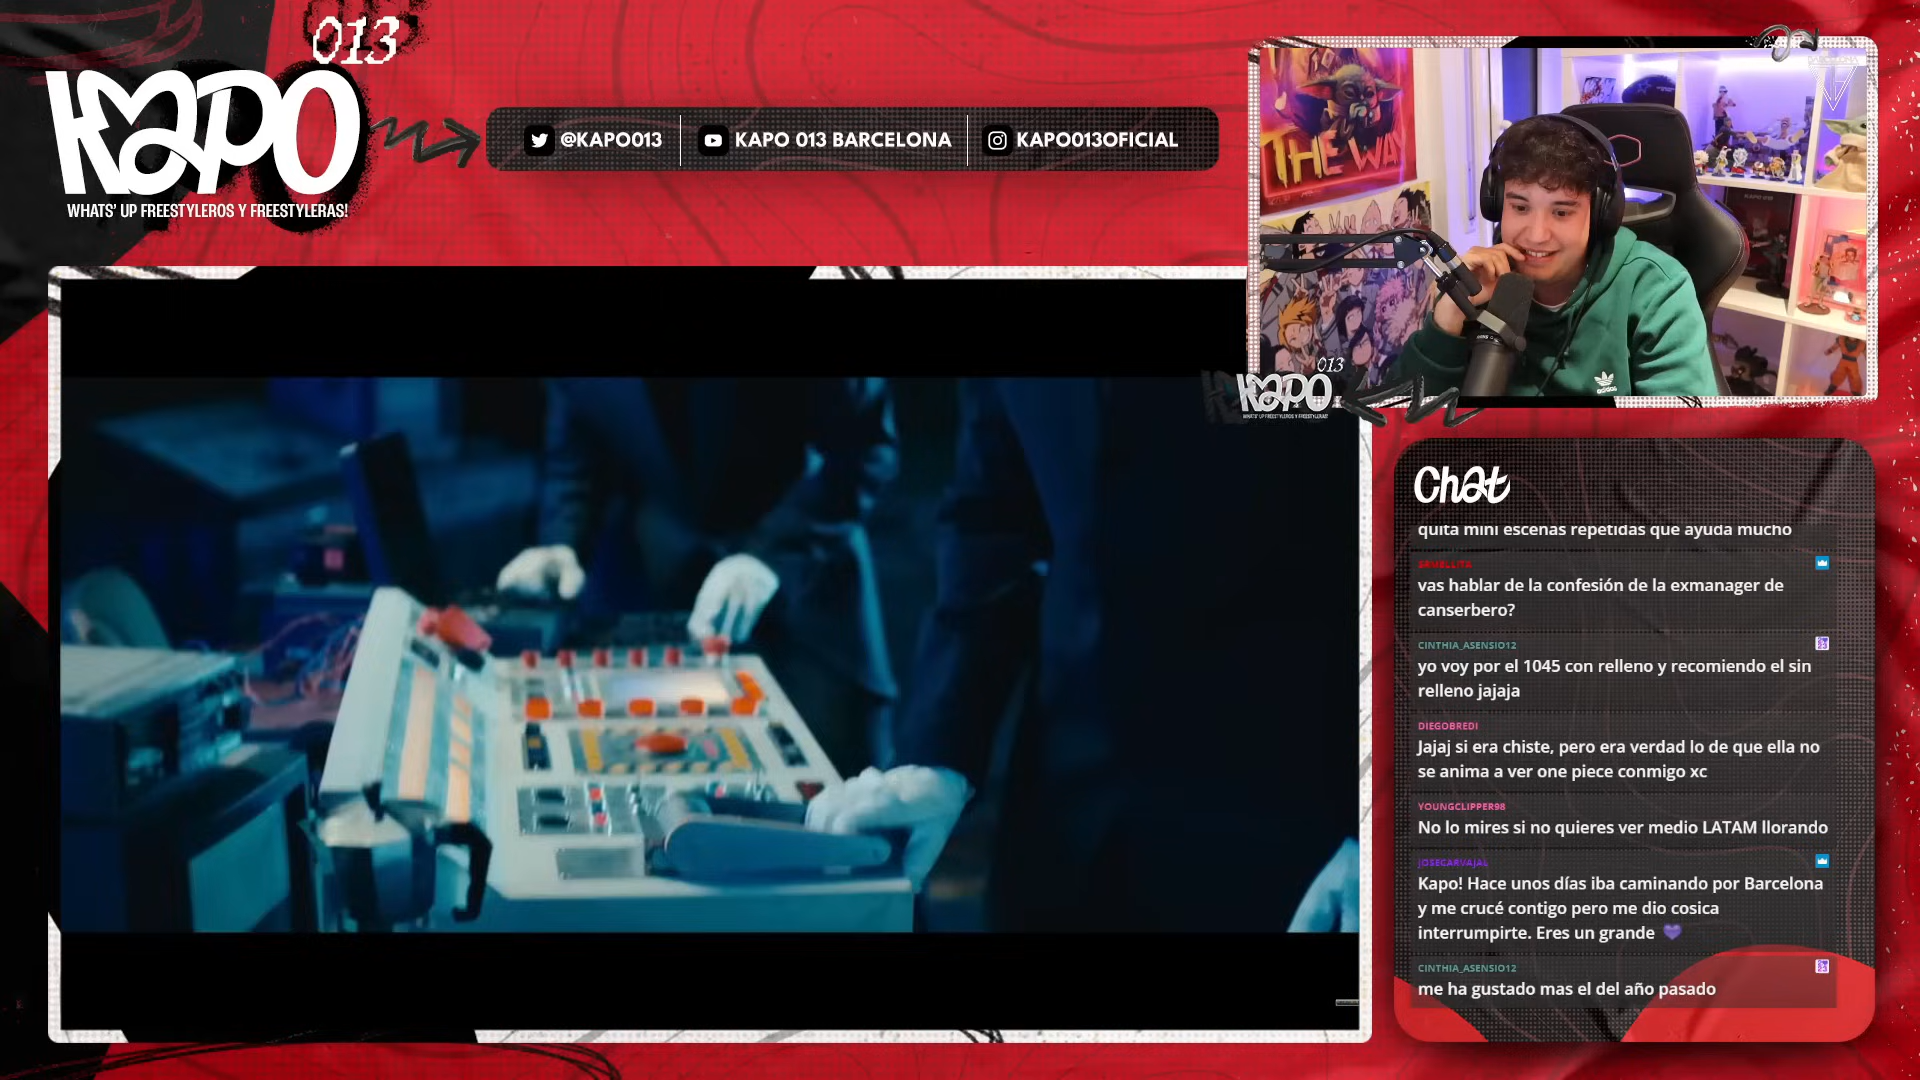 013
KAPO
WHATS' UP FREESTYLEROS Y FREESTYLERAS!
@KAPO013
KAPO 013 BARCELONA
KAPO013OFICIAL
THE WAY
013
KAPO
WHATS' UP FREESTYLEROS Y FREESTYLERAS!
adidas
Chat
quita mini escenas repetidas que ayuda mucho
vas hablar de la confesión de la exmanager de
canserbero?
CINTHIA_ASENSIO12
yo voy por el 1045 con relleno y recomiendo el sin
relleno jajaja
DIEGOBREDI
Jajaj si era chiste, pero era verdad lo de que ella no
se anima a ver one piece conmigo xc
YOUNGCLIPPER98
No lo mires si no quieres ver medio LATAM llorando
JOSECARVAJAL
Kapo! Hace unos días iba caminando por Barcelona
y me crucé contigo pero me dio cosica
interrumpirte. Eres un grande
CINTHIA_ASENSIO12
me ha gustado mas el del año pasado